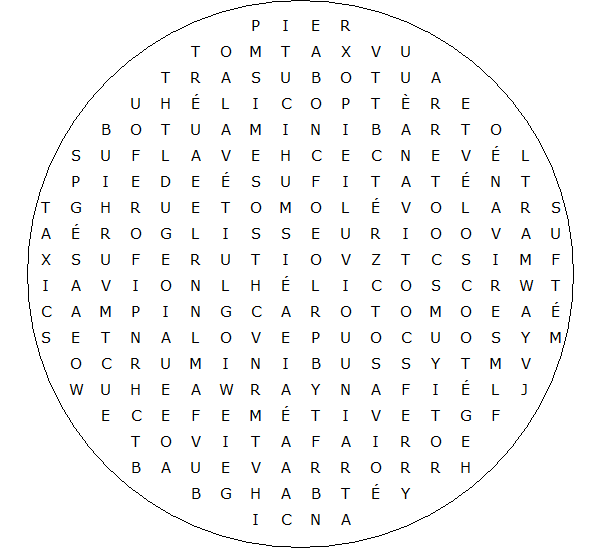 P I E R
T O M T A X V U
T R A S U B O T U A
U H É L I C O P T È R E
B O T U A M I N I B A R T O
S U F L A V E H C E C N E V É L
P I E D E É S U F I T A T É N T
T G H R U E T O M O L É V O L A R S
A É R O G L I S S E U R I O O V A U
X S U F E R U T I O V Z T C S I M F
I A V I O N L H É L I C O S C R W T
C A M P I N G C A R O T O M O E A É
S E T N A L O V E P U O C U O S Y M
O C R U M I N I B U S S Y T M V
W U H E A W R A Y N A F I É L J
E C E F E M É T I V E T G F
T O V I T A F A I R O E
B A U E V A R R O R R H
B G H A B T É Y
I C N A